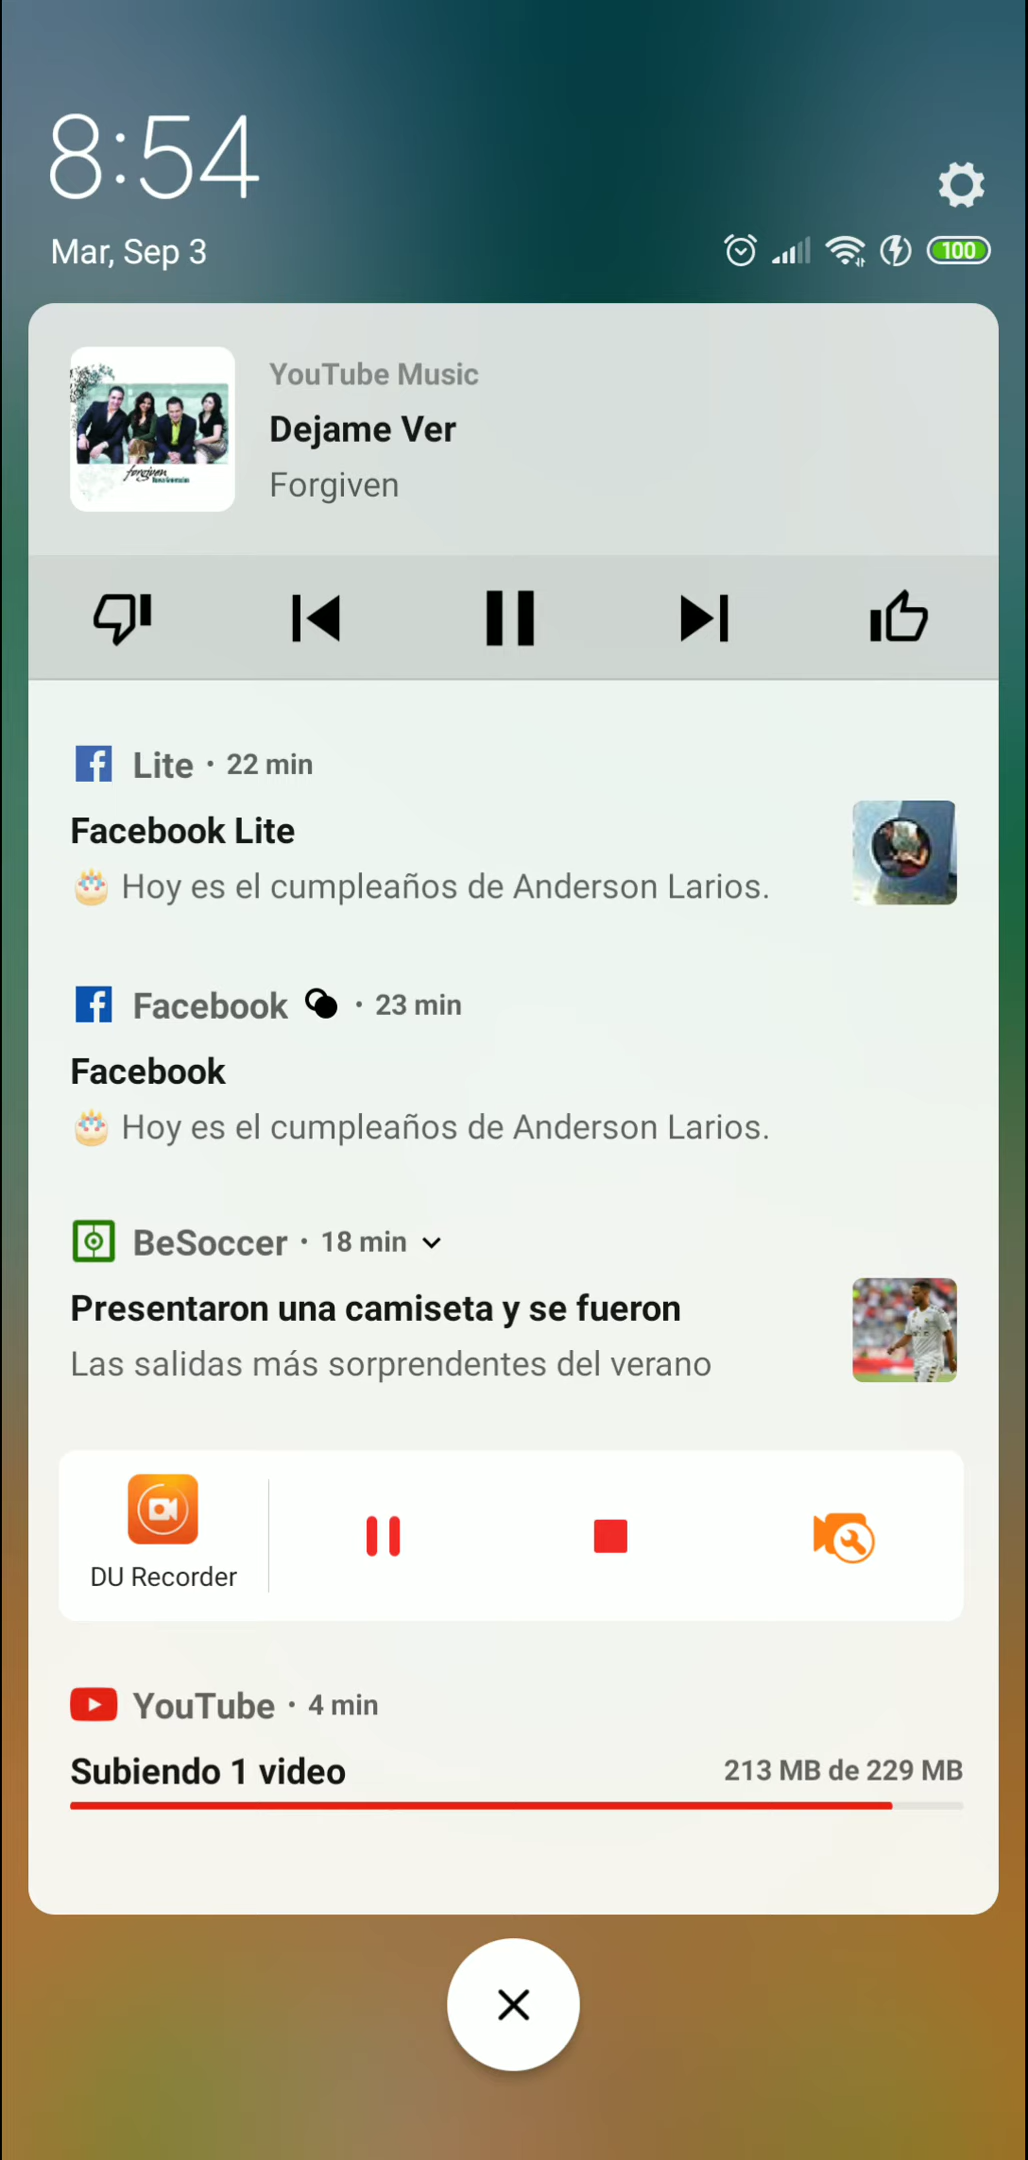 8:54
Mar, Sep 3
100
YouTube Music
Dejame Ver
Forgiven
forgiven
Lite · 22 min
Facebook Lite
🎂 Hoy es el cumpleaños de Anderson Larios.
Facebook · 23 min
Facebook
🎂 Hoy es el cumpleaños de Anderson Larios.
BeSoccer · 18 min
Presentaron una camiseta y se fueron
Las salidas más sorprendentes del verano
DU Recorder
YouTube · 4 min
Subiendo 1 video 213 MB de 229 MB